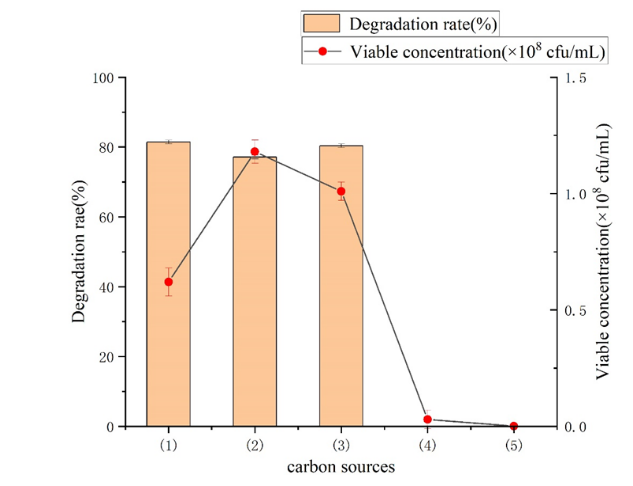 Degradation rate(%)
Viable concentration(×10⁸ cfu/mL)
100
80
60
40
20
0
Degradation rae(%)
1.5
1.0
0.5
0.0
Viable concentration(×10⁸ cfu/mL)
(1) (2) (3) (4) (5)
carbon sources